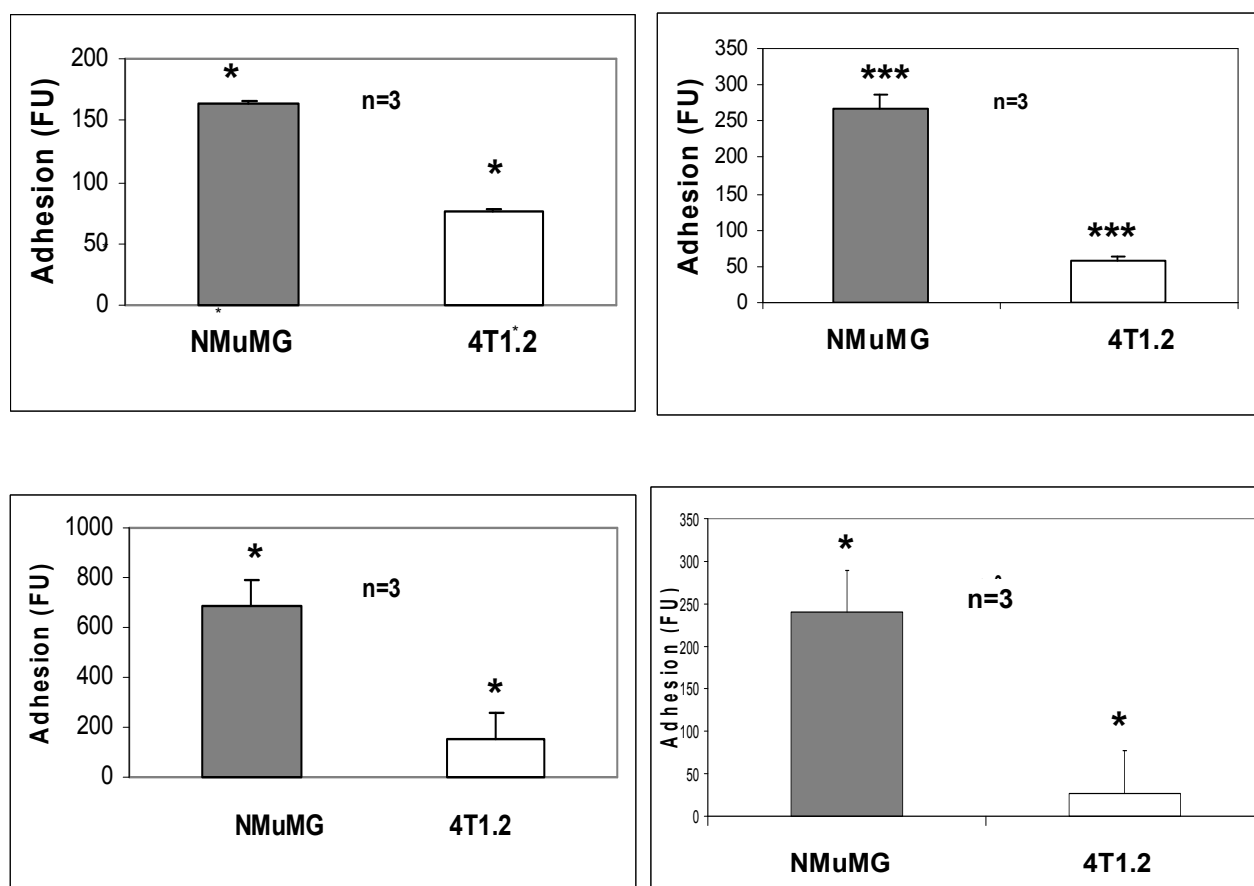 Adhesion (FU)
200
150
100
50
0
*
n=3
*
*
NMuMG
4T1.2
*
Adhesion (FU)
350
300
250
200
150
100
50
0
***
n=3
***
NMuMG
4T1.2
Adhesion (FU)
1000
800
600
400
200
0
*
n=3
*
NMuMG
4T1.2
Adhesion (FU)
350
300
250
200
150
100
50
0
*
n=3
*
NMuMG
4T1.2